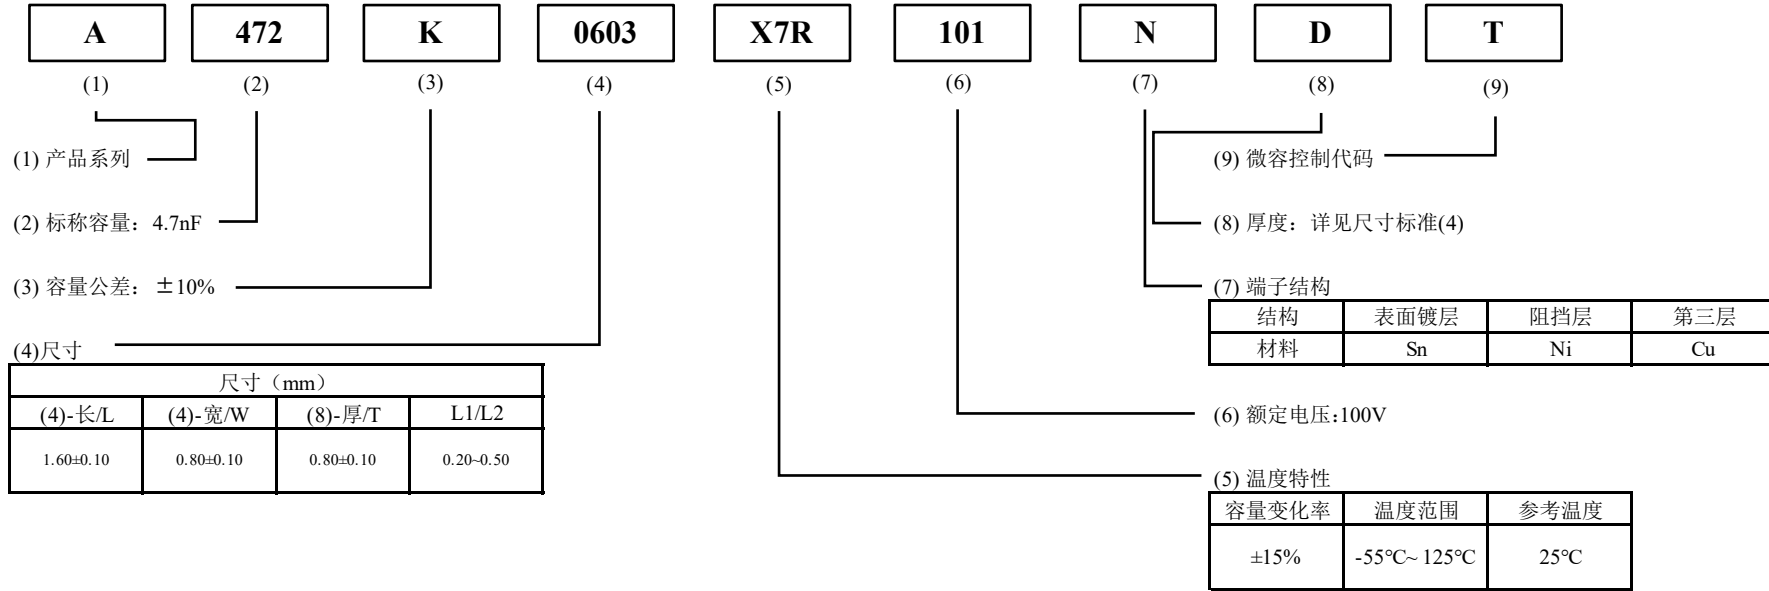 A 472 K 0603 X7R 101 N D T
(1) (2) (3) (4) (5) (6) (7) (8) (9)
(1) 产品系列
(2) 标称容量：4.7nF
(3) 容量公差：±10%
(4)尺寸
尺寸（mm）
(4)-长/L (4)-宽/W (8)-厚/T L1/L2
1.60±0.10 0.80±0.10 0.80±0.10 0.20~0.50
(9) 微容控制代码
(8) 厚度：详见尺寸标准(4)
(7) 端子结构
结构 表面镀层 阻挡层 第三层
材料 Sn Ni Cu
(6) 额定电压:100V
(5) 温度特性
容量变化率 温度范围 参考温度
±15% -55℃~ 125℃ 25℃